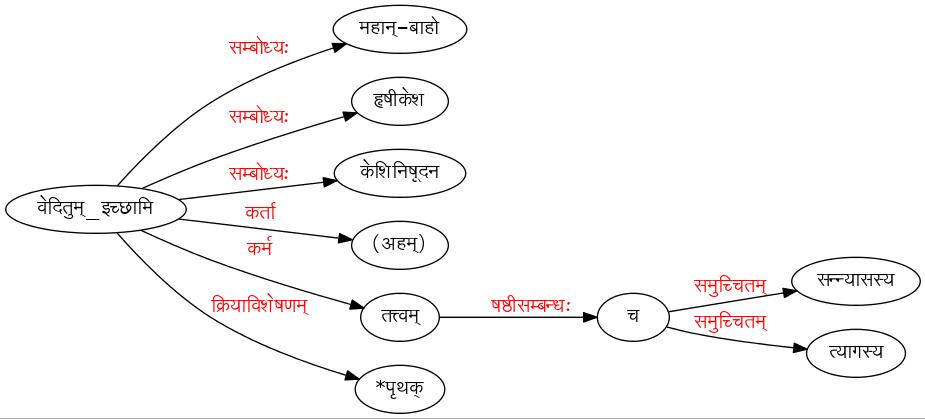 महान्-बाहो
सम्बोध्यः
हृषीकेश
सम्बोध्यः
केशिनिषूदन
सम्बोध्यः
वेदितुम्_इच्छामि
कर्ता
(अहम्)
कर्म
सन्न्यासस्य
समुच्चितम्
क्रियाविशेषणम्
तत्त्वम्
षष्ठीसम्बन्धः
च
समुच्चितम्
त्यागस्य
*पृथक्